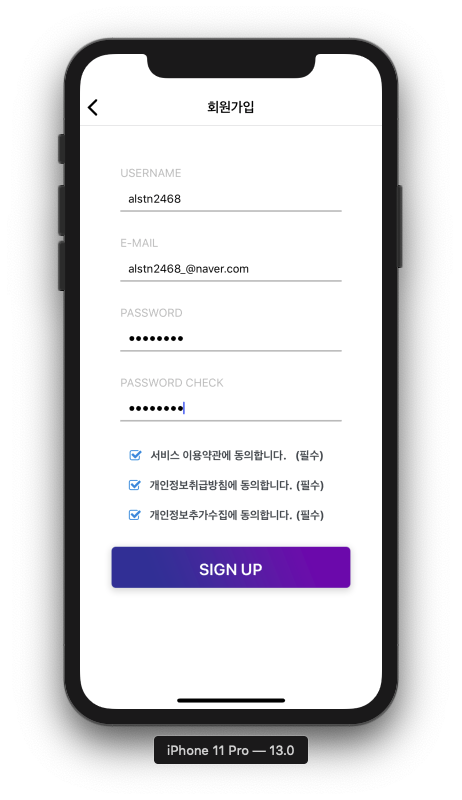 회원가입
USERNAME
alstn2468
E-MAIL
alstn2468_@naver.com
PASSWORD
••••••••
PASSWORD CHECK
••••••••
서비스 이용약관에 동의합니다. (필수)
개인정보취급방침에 동의합니다. (필수)
개인정보추가수집에 동의합니다. (필수)
SIGN UP
iPhone 11 Pro — 13.0